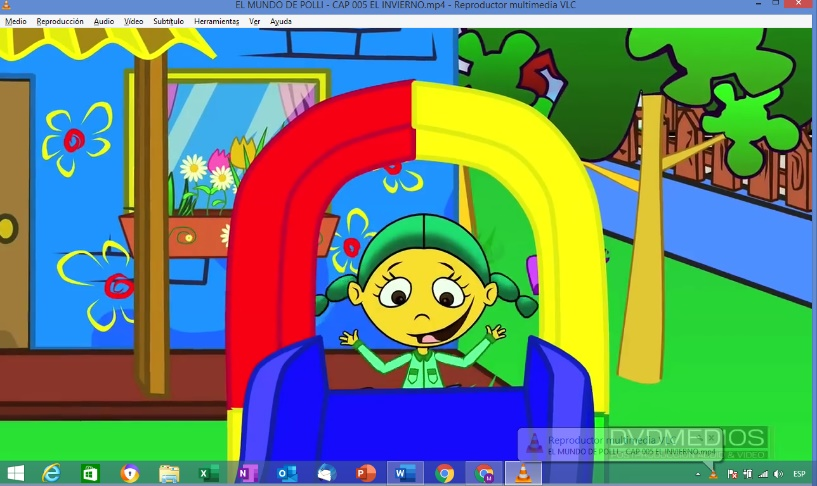 EL MUNDO DE POLLI - CAP 005 EL INVIERNO.mp4 - Reproductor multimedia VLC
Medio Reproducción Audio Vídeo Subtítulo Herramientas Ver Ayuda
DVDMEDIOS
Reproductor multimedia VLC
EL MUNDO DE POLLI - CAP 005 EL INVIERNO.mp4
& VIDEO
ESP